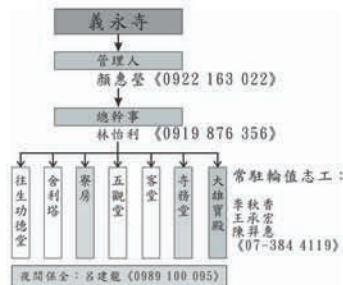 義永寺
管理人
顏惠瑩《0922 163 022》
總幹事
林怡利《0919 876 356》
往生功德堂
舍利塔
寮房
五觀堂
客堂
寺務堂
大雄寶殿
常駐輪值志工：
李秋香
王承宏
陳羿惠
《07-384 4119》
夜間保全：呂建龍《0989 100 095》